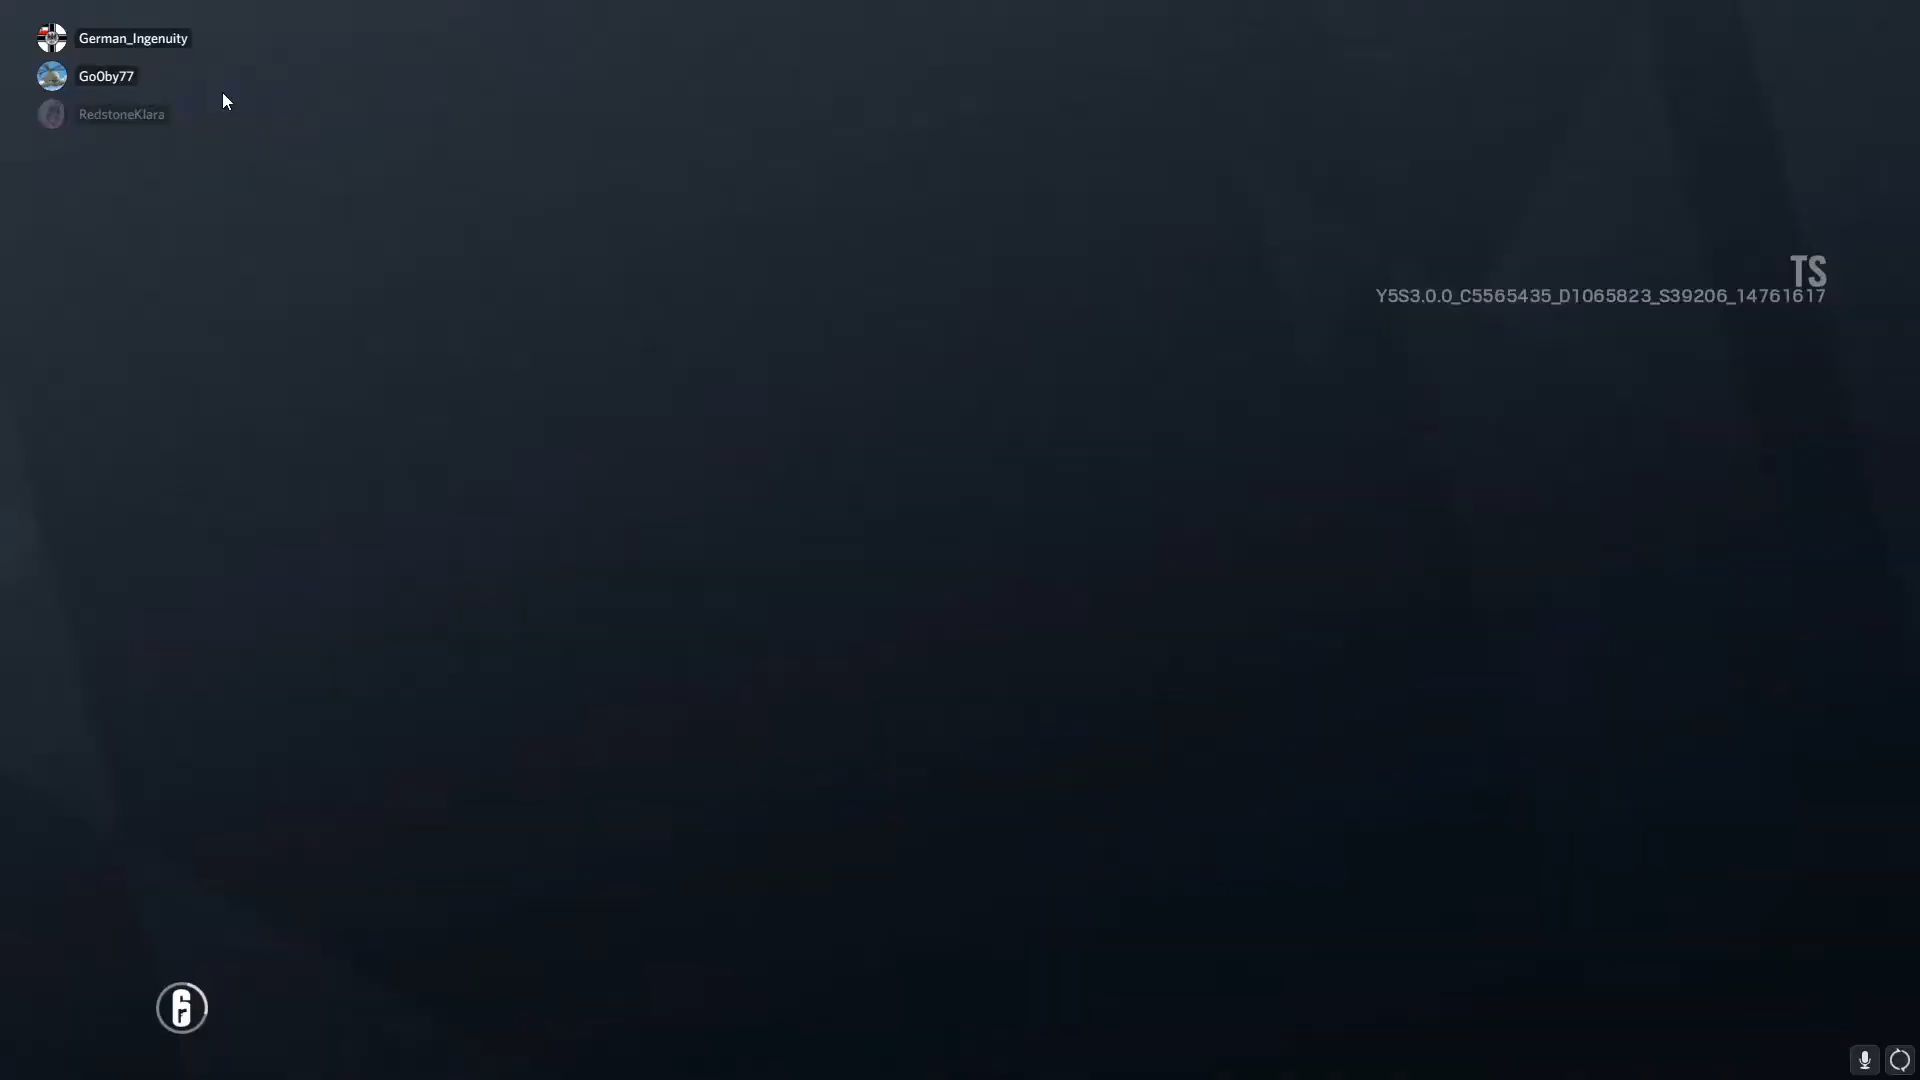 German_Ingenuity
Go0by77
RedstoneKlara
TS
Y5S3.0.0_C5565435_D1065823_S39206_14761617